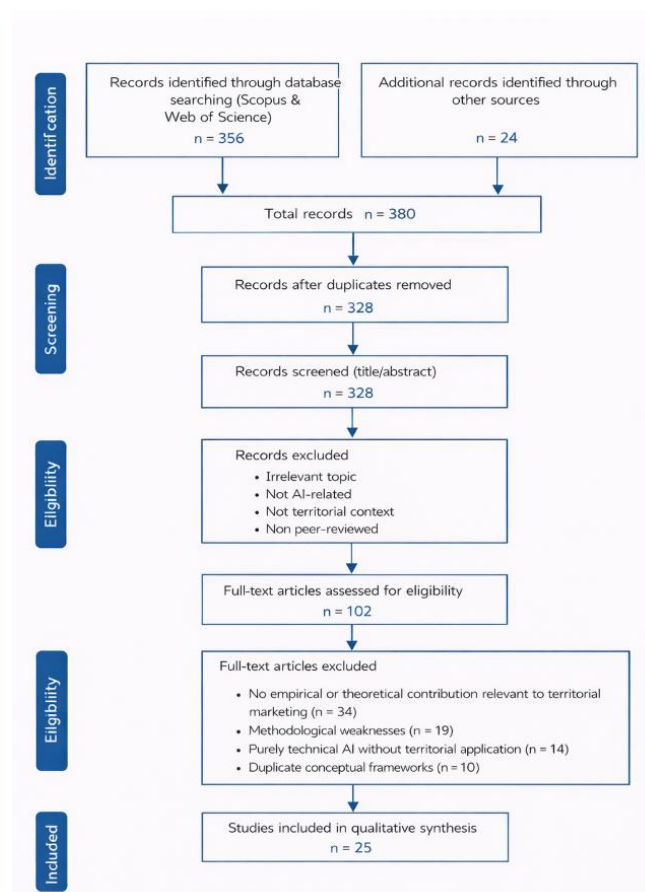 Identification
Records identified through database
searching (Scopus &
Web of Science)
n = 356
Additional records identified through
other sources
n = 24
Total records n = 380
Screening
Records after duplicates removed
n = 328
Records screened (title/abstract)
n = 328
Eilgibliity
Records excluded
• Irrelevant topic
• Not AI-related
• Not territorial context
• Non peer-reviewed
Full-text articles assessed for eligibility
n = 102
Eilgibliity
Full-text articles excluded
• No empirical or theoretical contribution relevant to territorial
marketing (n = 34)
• Methodological weaknesses (n = 19)
• Purely technical AI without territorial application (n = 14)
• Duplicate conceptual frameworks (n = 10)
Included
Studies included in qualitative synthesis
n = 25